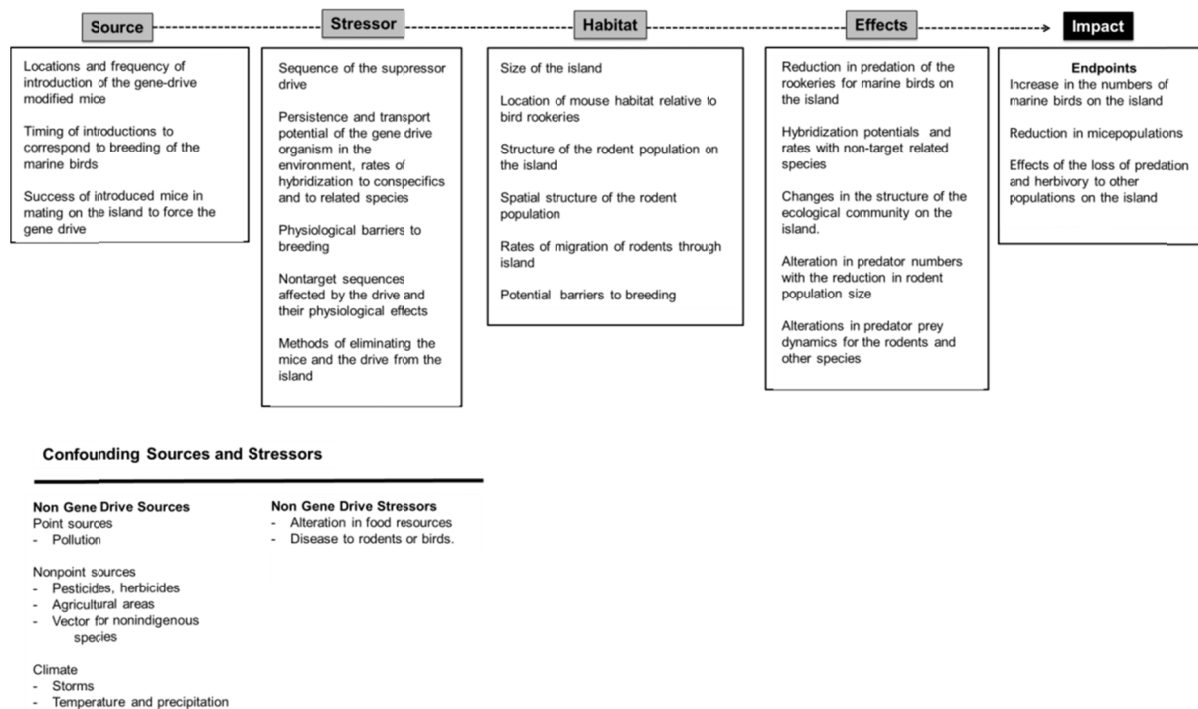 Source
Stressor
Habitat
Effects
Impact
Locations and frequency of
introduction of the gene-drive
modified mice
Timing of introductions to
correspond to breeding of the
marine birds
Success of introduced mice in
mating on the island to force the
gene drive
Sequence of the suppressor
drive
Persistence and transport
potential of the gene drive
organism in the
environment, rates of
hybridization to conspecifics
and to related species
Physiological barriers to
breeding
Nontarget sequences
affected by the drive and
their physiological effects
Methods of eliminating the
mice and the drive from the
island
Size of the island
Location of mouse habitat relative to
bird rookeries
Structure of the rodent population on
the island
Spatial structure of the rodent
population
Rates of migration of rodents through
island
Potential barriers to breeding
Reduction in predation of the
rookeries for marine birds on
the island
Hybridization potentials and
rates with non-target related
species
Changes in the structure of the
ecological community on the
island.
Alteration in predator numbers
with the reduction in rodent
population size
Alterations in predator prey
dynamics for the rodents and
other species
Endpoints
Increase in the numbers of
marine birds on the island
Reduction in micepopulations
Effects of the loss of predation
and herbivory to other
populations on the island
Confounding Sources and Stressors
Non Gene Drive Sources
Point sources
- Pollution
Nonpoint sources
- Pesticides, herbicides
- Agricultural areas
- Vector for nonindigenous
species
Climate
- Storms
- Temperature and precipitation
Non Gene Drive Stressors
- Alteration in food resources
- Disease to rodents or birds.